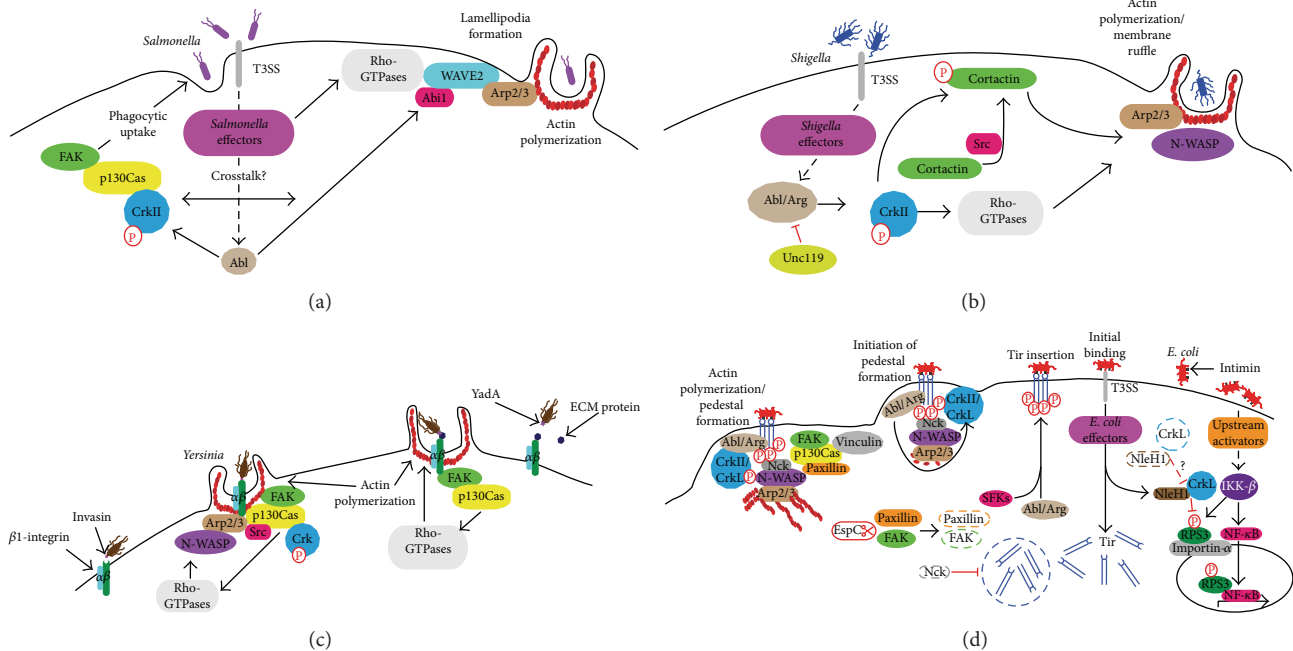 Salmonella
T3SS
Phagocytic
uptake
Salmonella
effectors
FAK
p130Cas
CrkII
P
Crosstalk?
Abl
Rho-
GTPases
WAVE2
Abi1
Arp2/3
Lamellipodia
formation
Actin
polymerization
(a)
Shigella
T3SS
Shigella
effectors
Abl/Arg
Unc119
P
Cortactin
Src
Cortactin
CrkII
P
Rho-
GTPases
Actin
polymerization/
membrane
ruffle
Arp2/3
N-WASP
(b)
β1-integrin
Invasin
αβ
Yersinia
αβ
FAK
Arp2/3
p130Cas
Src
N-WASP
Crk
P
Rho-
GTPases
Actin
polymerization
αβ
FAK
p130Cas
Rho-
GTPases
YadA
ECM protein
αβ
(c)
Actin
polymerization/
pedestal
formation
Abl/Arg
P
P
P
CrkII/
CrkL
P
Nck
N-WASP
Arp2/3
FAK
p130Cas
Paxillin
Vinculin
Initiation of
pedestal
formation
Abl/Arg
P
P
P
P
CrkII/
CrkL
Nck
N-WASP
Arp2/3
EspC
Paxillin
FAK
Paxillin
FAK
Nck
Tir insertion
P
P
P
P
SFKs
Abl/Arg
Initial
binding
T3SS
E. coli
effectors
Tir
E. coli
Intimin
CrkL
NleH1
?
NleH1
CrkL
Upstream
activators
IKK-β
P
RPS3
Importin-α
NF-κB
P
RPS3
NF-κB
(d)